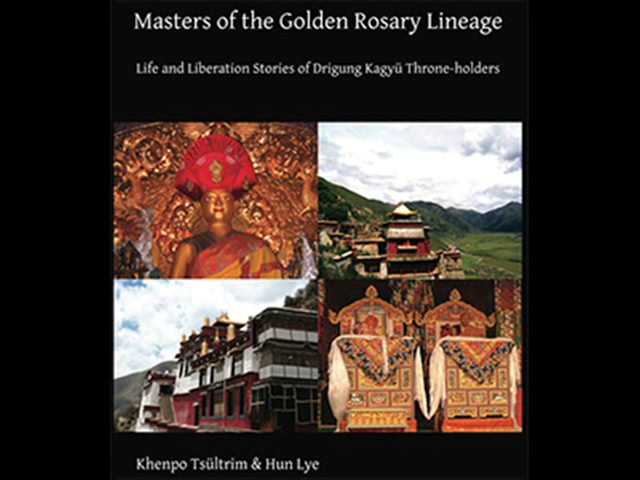 Masters of the Golden Rosary Lineage
Life and Liberation Stories of Drigung Kagyü Throne-holders
Khenpo Tsültrim & Hun Lye